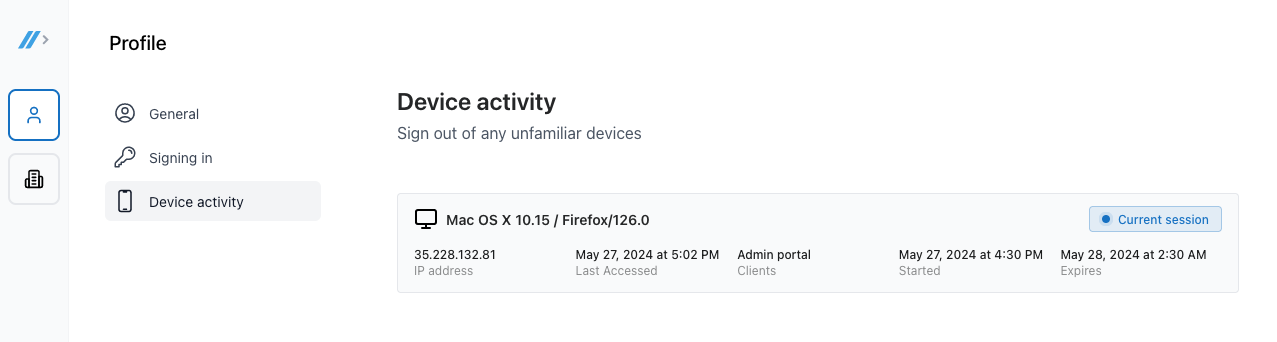 Profile
General
Signing in
Device activity
Device activity
Sign out of any unfamiliar devices
Mac OS X 10.15 / Firefox/126.0
Current session
35.228.132.81 May 27, 2024 at 5:02 PM Admin portal May 27, 2024 at 4:30 PM May 28, 2024 at 2:30 AM
IP address Last Accessed Clients Started Expires